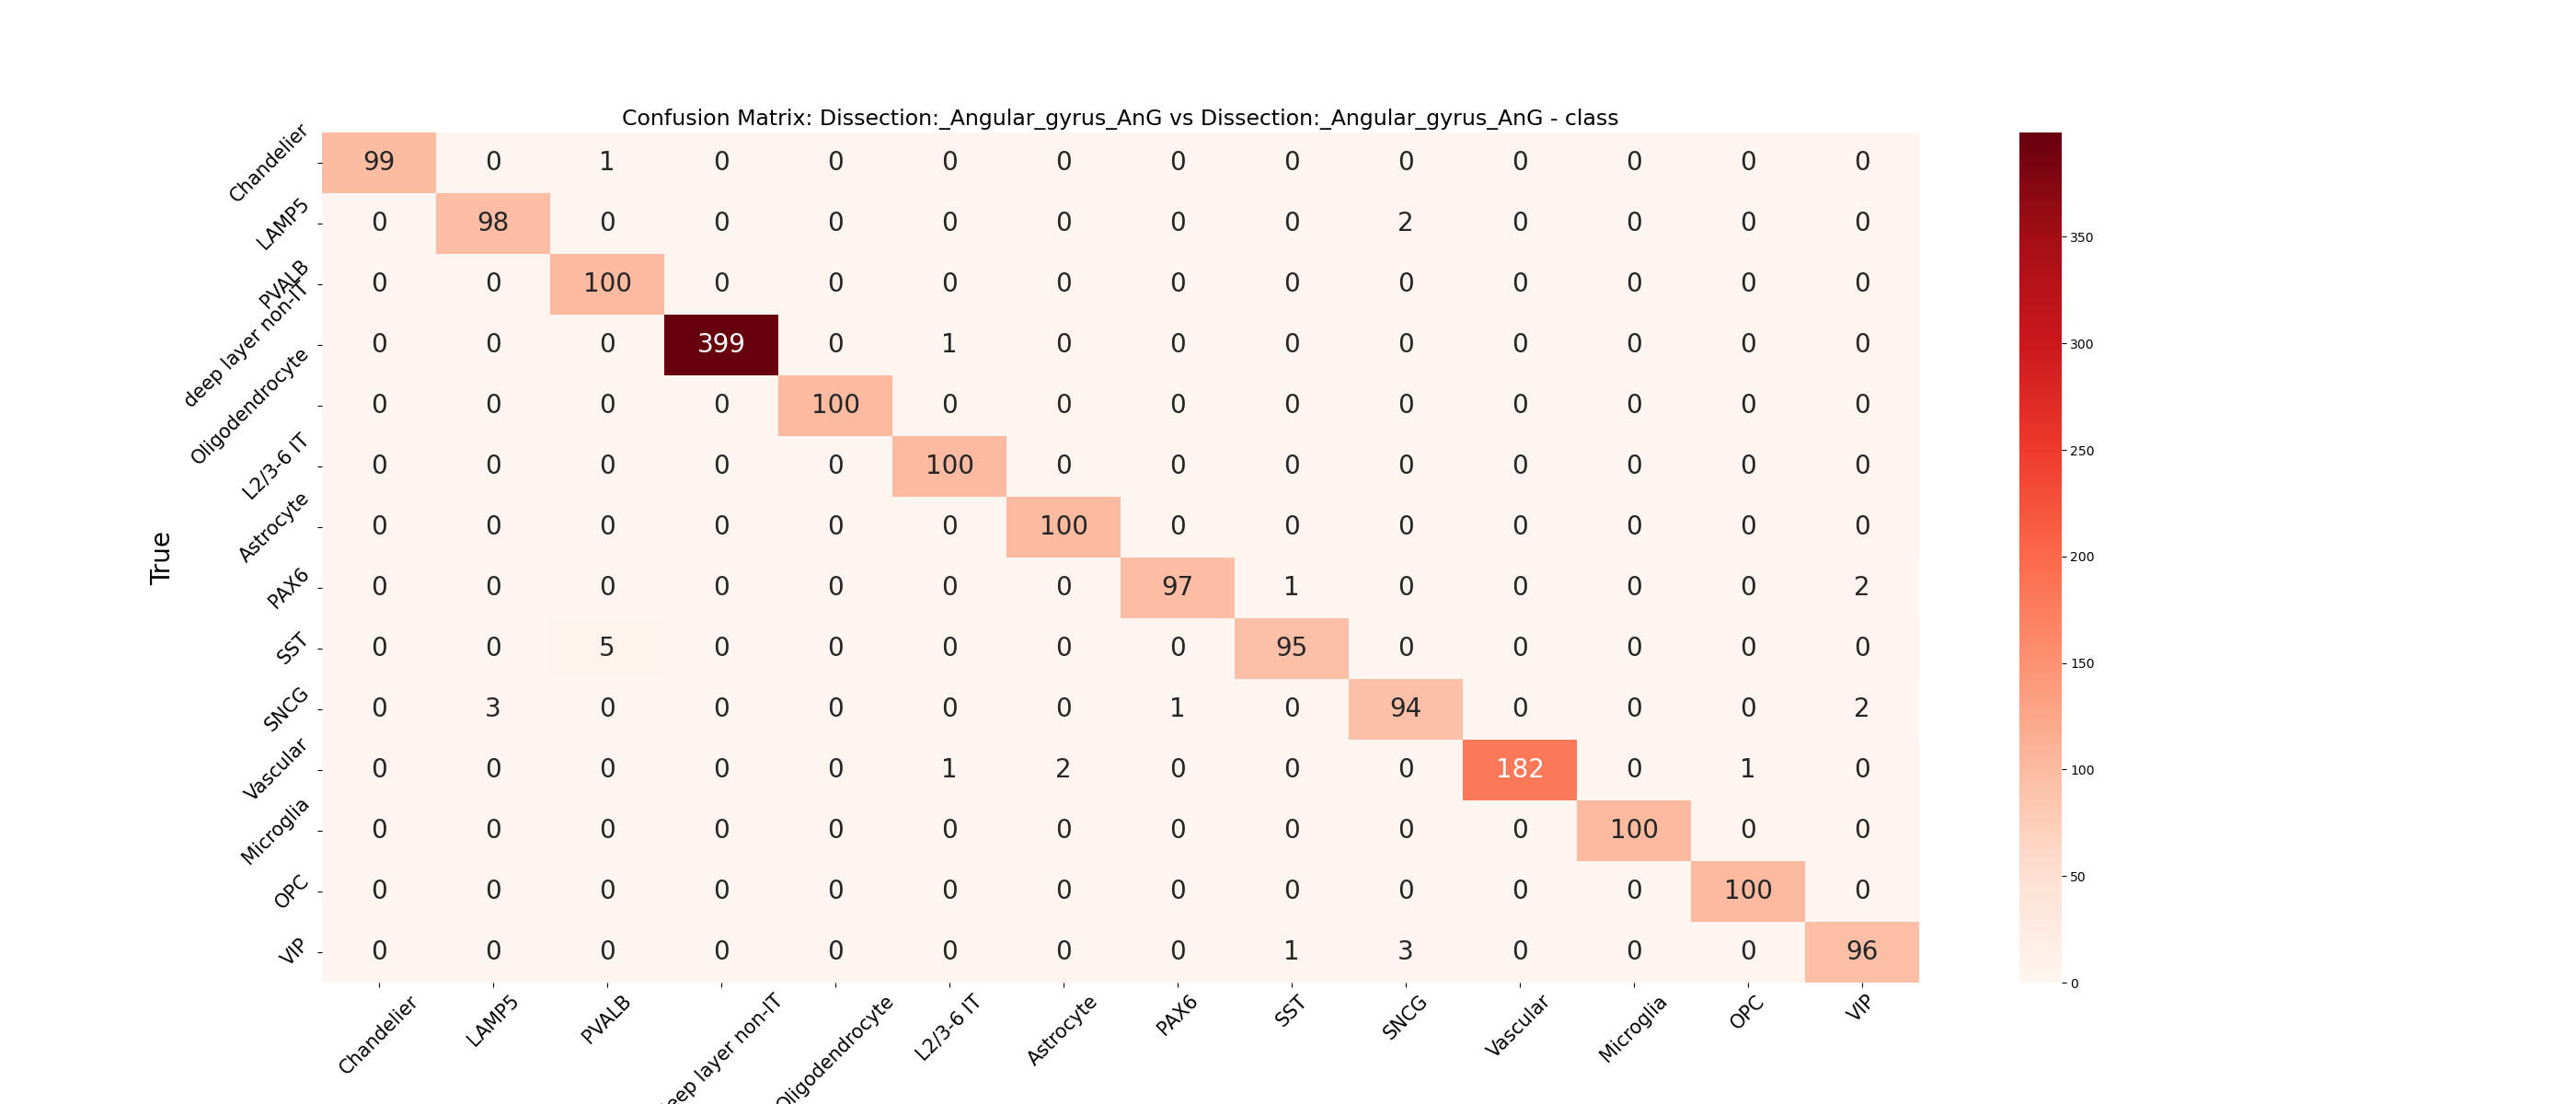 Confusion Matrix: Dissection:_Angular_gyrus_AnG vs Dissection:_Angular_gyrus_AnG - class
Chandelier 99 0 1 0 0 0 0 0 0 0 0 0 0 0
LAMP5 0 98 0 0 0 0 0 0 0 2 0 0 0 0
PVALB 0 0 100 0 0 0 0 0 0 0 0 0 0 0
deep layer non-IT 0 0 0 399 0 1 0 0 0 0 0 0 0 0
Oligodendrocyte 0 0 0 0 100 0 0 0 0 0 0 0 0 0
L2/3-6 IT 0 0 0 0 0 100 0 0 0 0 0 0 0 0
Astrocyte 0 0 0 0 0 0 100 0 0 0 0 0 0 0
PAX6 0 0 0 0 0 0 0 97 1 0 0 0 0 2
SST 0 0 5 0 0 0 0 0 95 0 0 0 0 0
SNCG 0 3 0 0 0 0 0 1 0 94 0 0 0 2
Vascular 0 0 0 0 0 1 2 0 0 0 182 0 1 0
Microglia 0 0 0 0 0 0 0 0 0 0 0 100 0 0
OPC 0 0 0 0 0 0 0 0 0 0 0 0 100 0
VIP 0 0 0 0 0 0 0 0 1 3 0 0 0 96
True
Chandelier LAMP5 PVALB eep layer non-IT Oligodendrocyte L2/3-6 IT Astrocyte PAX6 SST SNCG Vascular Microglia OPC VIP
350
300
250
200
150
100
50
0